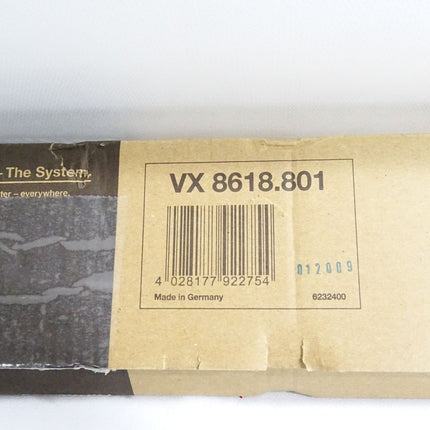 – The System.
ter – everywhere.
VX 8618.801
4 028177 922754
012009
Made in Germany
6232400